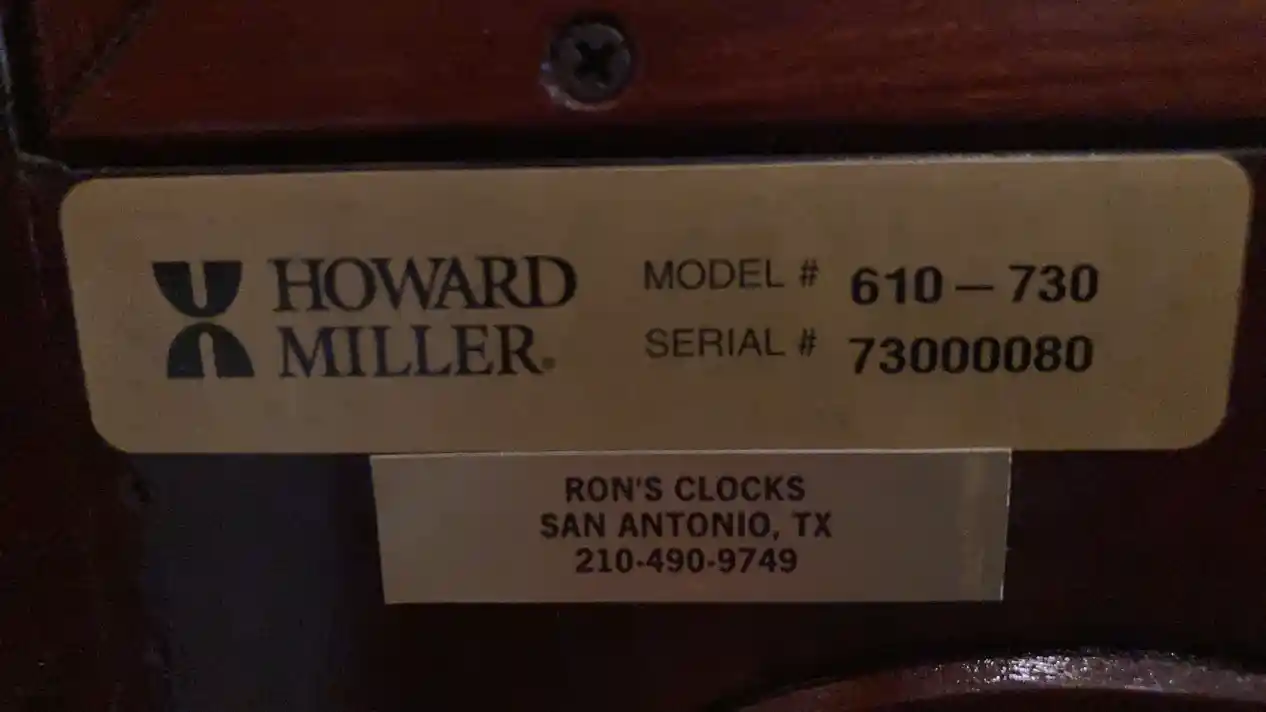 HOWARD
MILLER.
MODEL # 610-730
SERIAL # 73000080
RON'S CLOCKS
SAN ANTONIO, TX
210-490-9749